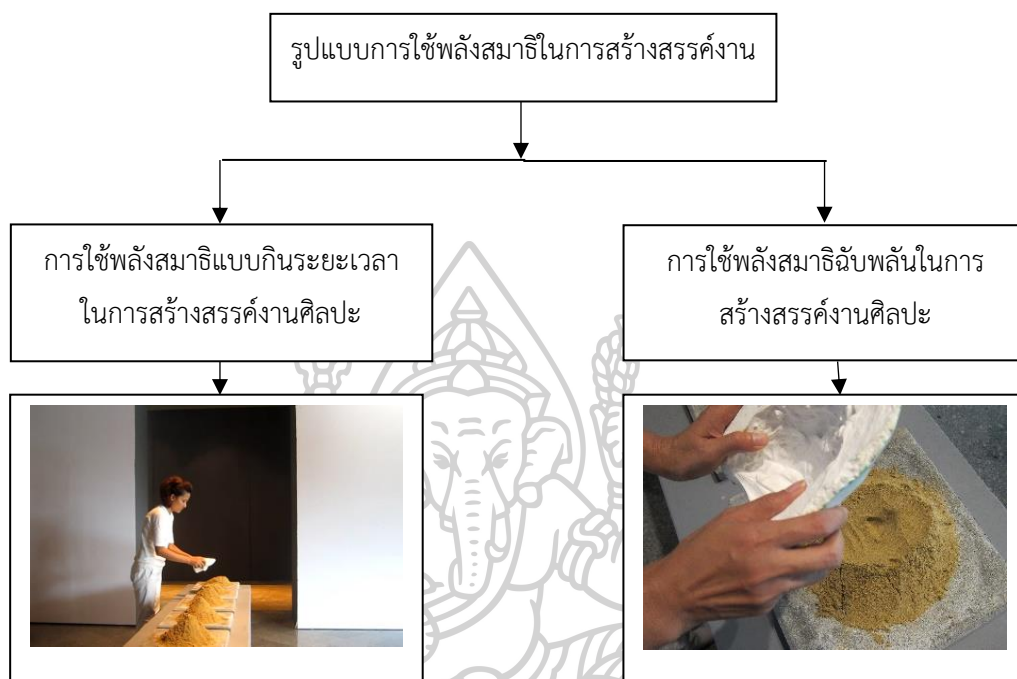 รูปแบบการใช้พลังสมาธิในการสร้างสรรค์งาน
การใช้พลังสมาธิแบบกินระยะเวลา
ในการสร้างสรรค์งานศิลปะ
การใช้พลังสมาธิฉับพลันในการ
สร้างสรรค์งานศิลปะ